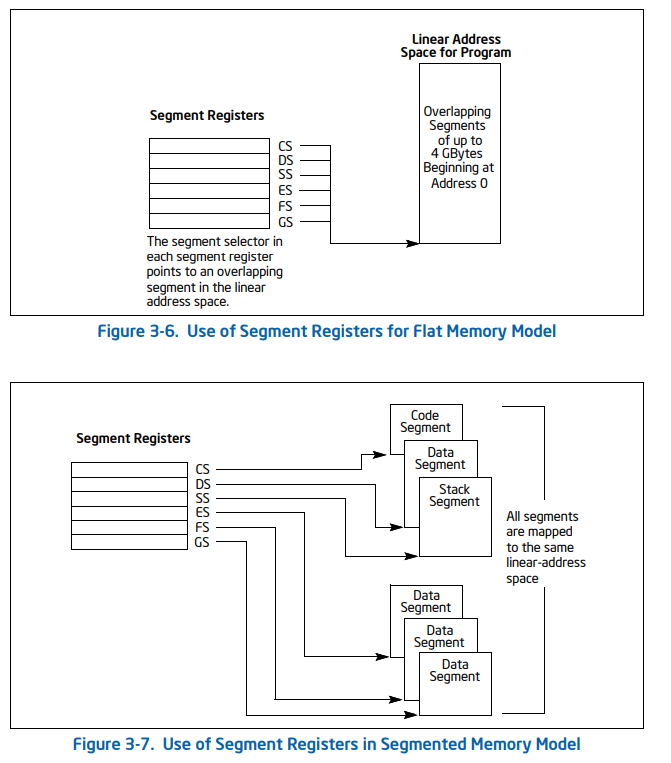 Linear Address
Space for Program
Overlapping
Segments
of up to
4 GBytes
Beginning at
Address 0
Segment Registers
CS
DS
SS
ES
FS
GS
The segment selector in
each segment register
points to an overlapping
segment in the linear
address space.
Figure 3-6. Use of Segment Registers for Flat Memory Model
Segment Registers
CS
DS
SS
ES
FS
GS
Code
Segment
Data
Segment
Stack
Segment
Data
Segment
Data
Segment
Data
Segment
All segments
are mapped
to the same
linear-address
space
Figure 3-7. Use of Segment Registers in Segmented Memory Model